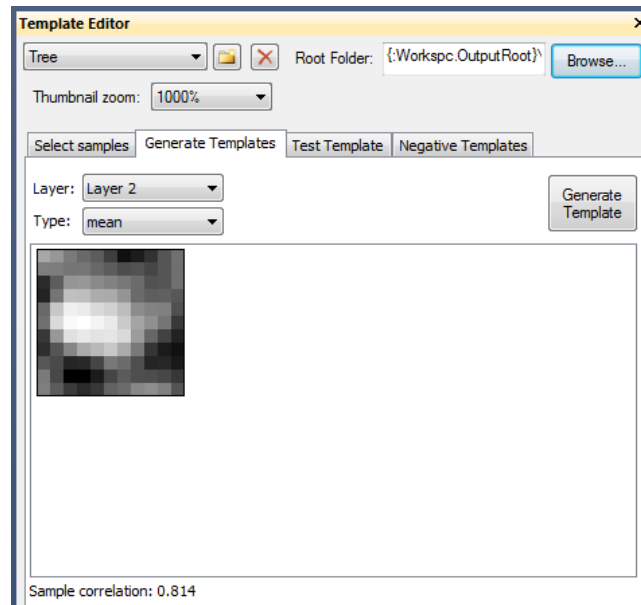 Template Editor
Tree
Root Folder: {:Workspc.OutputRoot}\
Browse...
Thumbnail zoom: 1000%
Select samples Generate Templates Test Template Negative Templates
Layer: Layer 2
Type: mean
Generate
Template
Sample correlation: 0.814